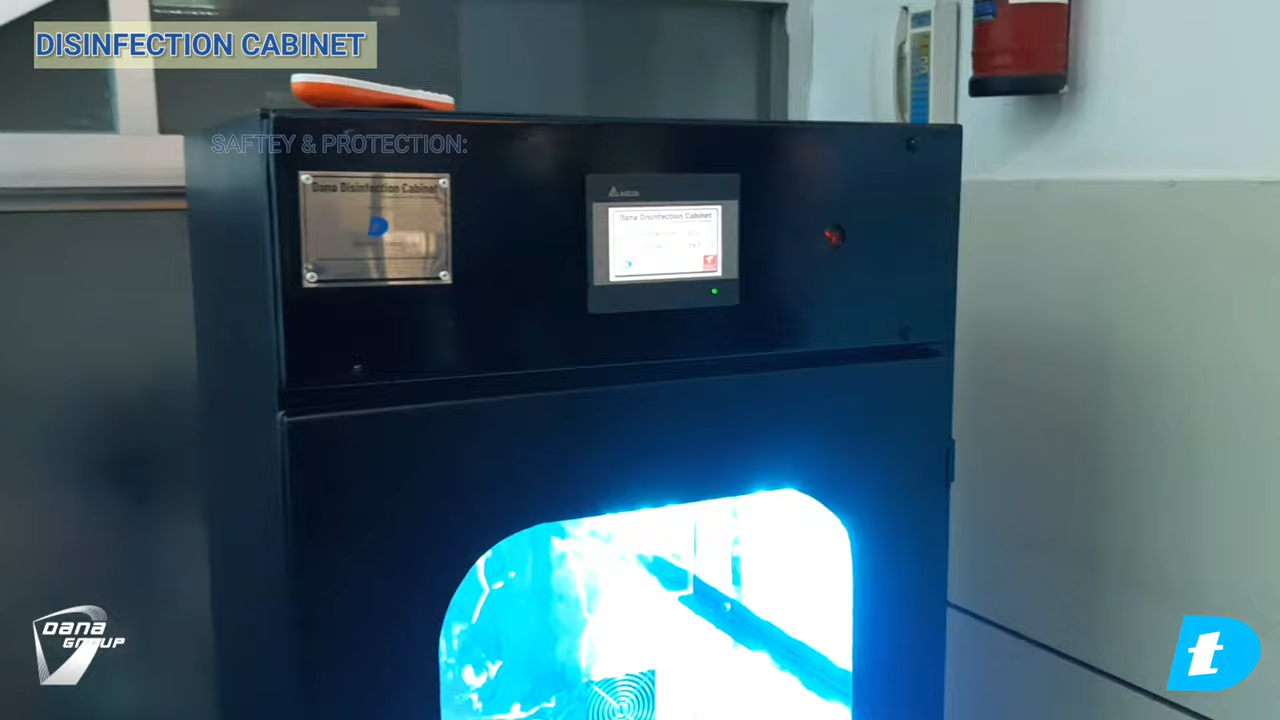 DISINFECTION CABINET
SAFTEY & PROTECTION:
Dana Disinfection Cabinet
D
Dana Disinfection Cabinet
Dana
GROUP
t